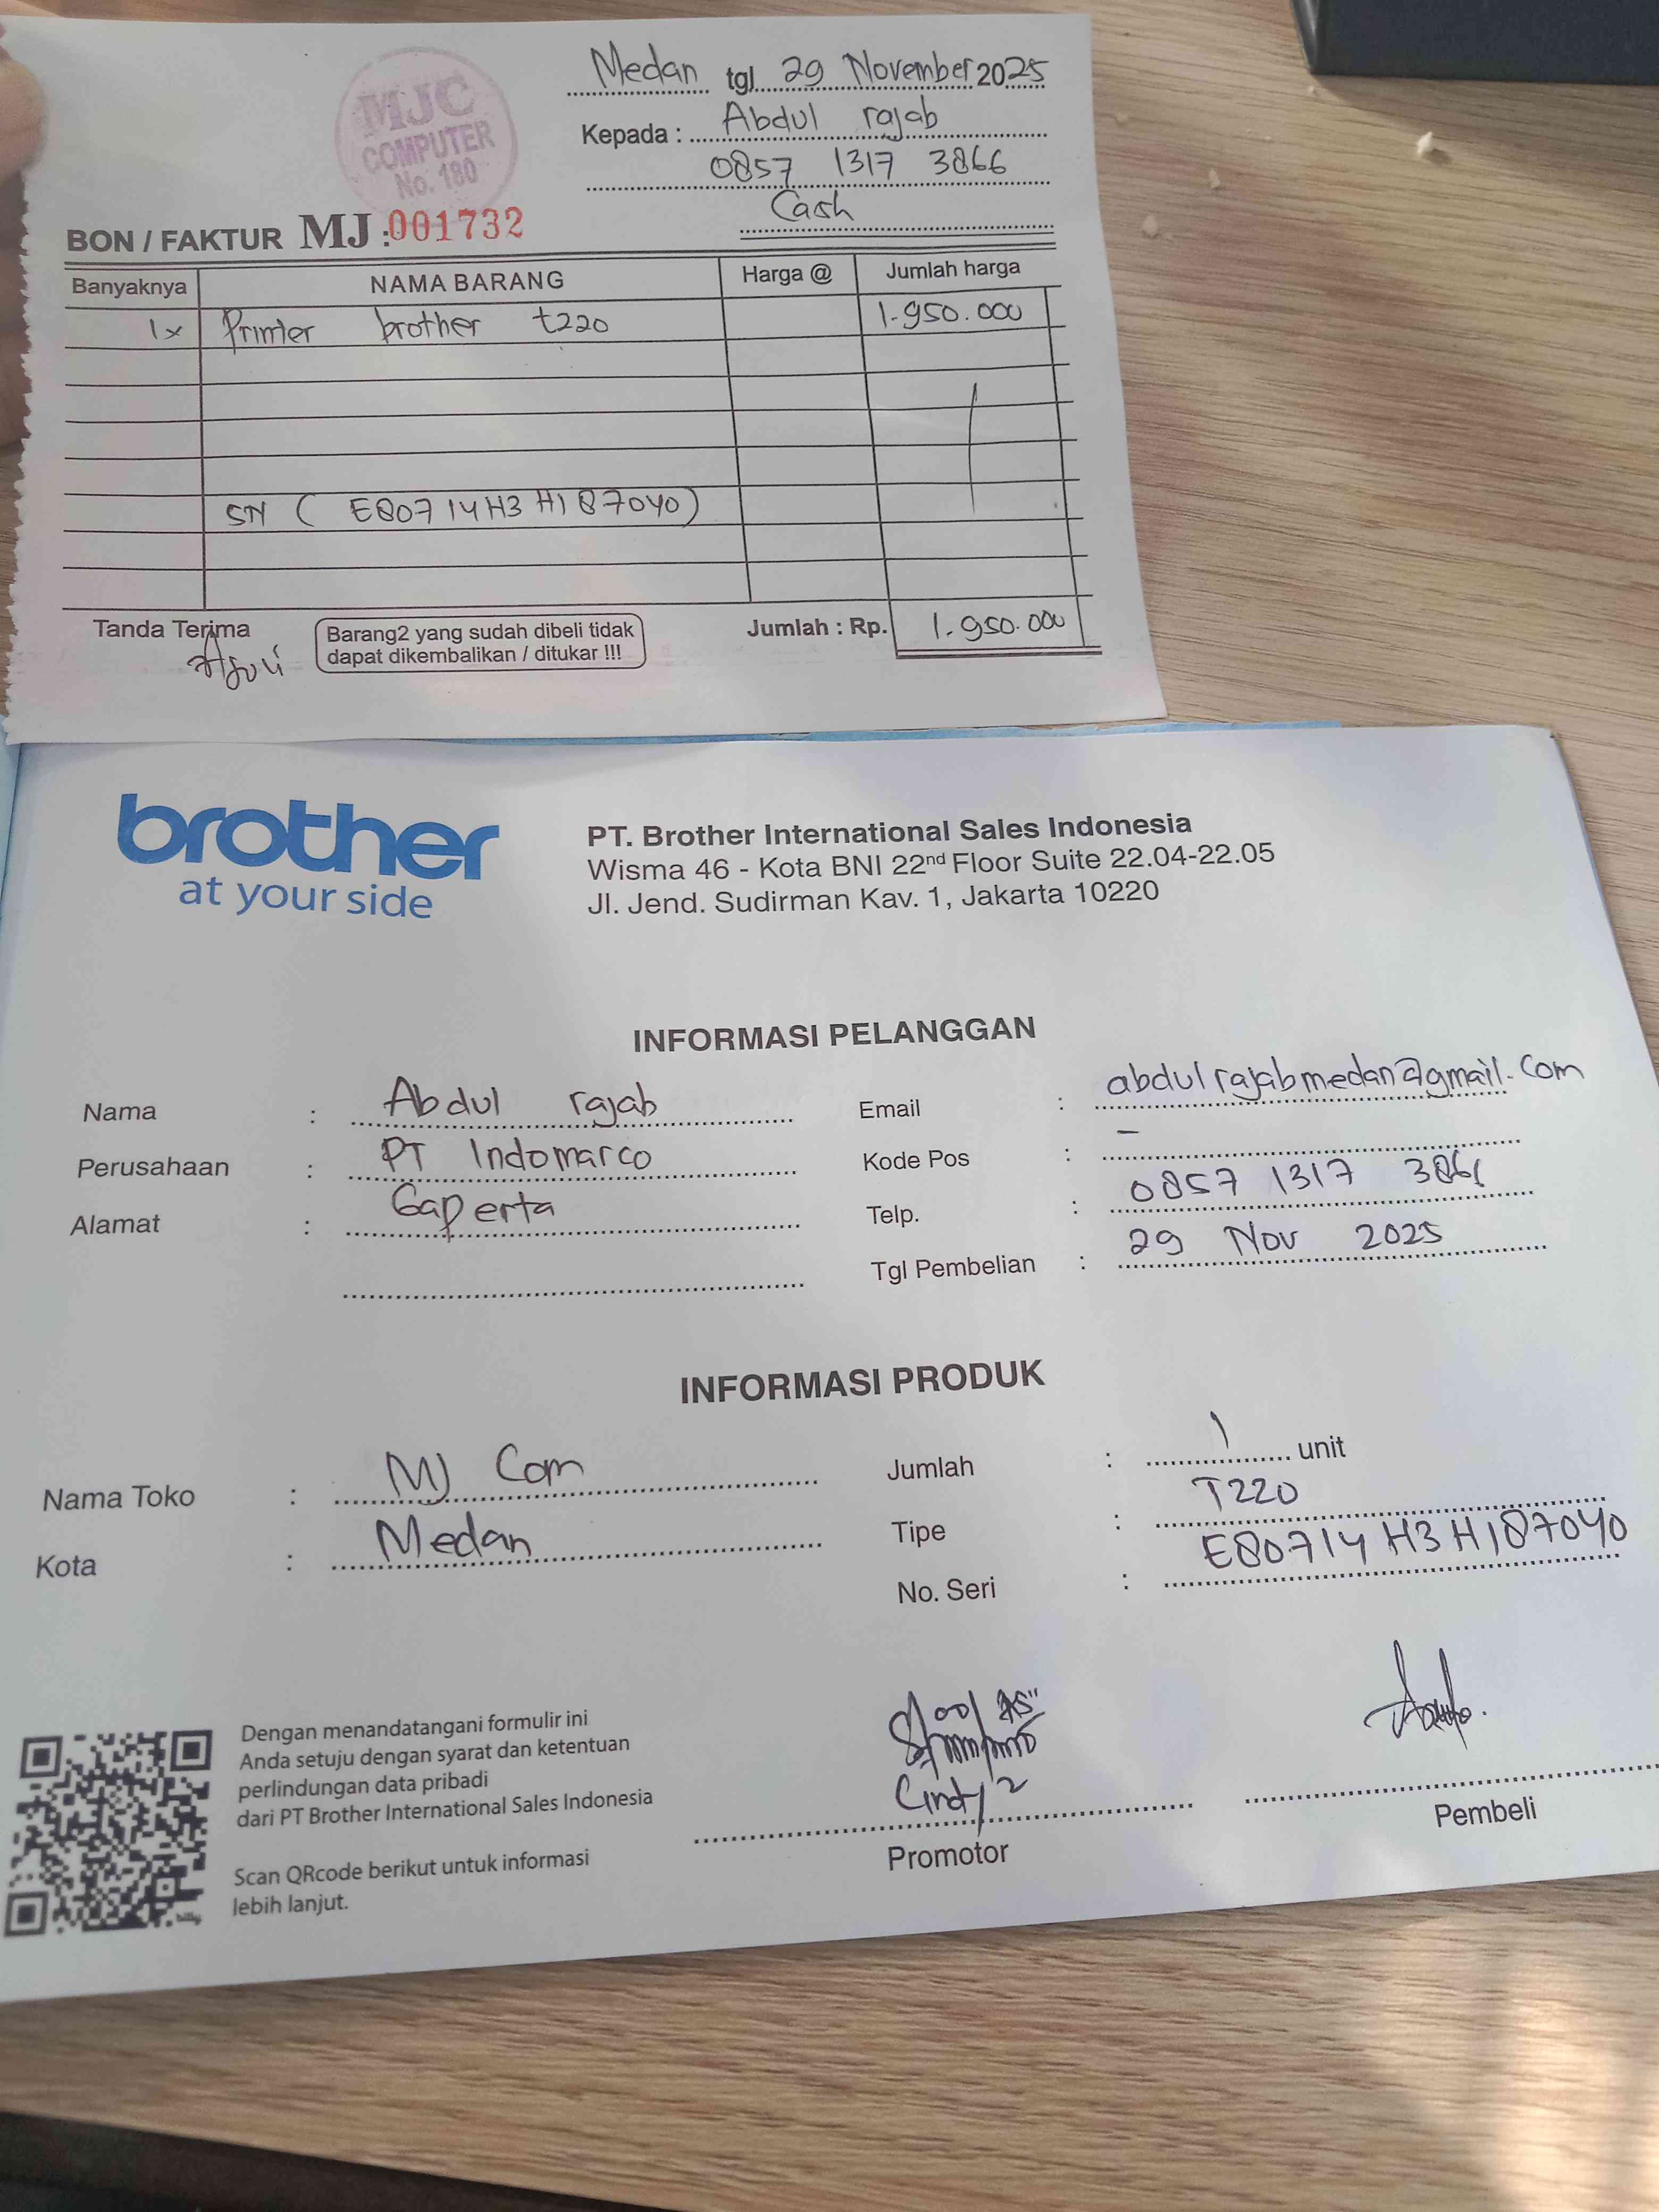 MJC
COMPUTER
No. 180
Medan tgl 29 November 2025
Kepada : Abdul rajab
0857 1317 3866
Cash
BON / FAKTUR MJ : 001732
Banyaknya NAMA BARANG Harga @ Jumlah harga
1x Printer brother t220 1.950.000
SN ( E80714H3H187040)
Tanda Terima Barang2 yang sudah dibeli tidak dapat dikembalikan / ditukar !!! Jumlah : Rp. 1.950.000
brother
at your side
PT. Brother International Sales Indonesia
Wisma 46 - Kota BNI 22nd Floor Suite 22.04-22.05
Jl. Jend. Sudirman Kav. 1, Jakarta 10220
INFORMASI PELANGGAN
Nama : Abdul rajab
Perusahaan : PT Indomarco
Alamat : Gaperta
Email : abdulrajabmedan@gmail.com
Kode Pos : -
Telp. : 0857 1317 3866
Tgl Pembelian : 29 Nov 2025
INFORMASI PRODUK
Nama Toko : MJ Com
Kota : Medan
Jumlah : 1 unit
Tipe : T220
No. Seri : E80714H3H187040
Dengan menandatangani formulir ini
Anda setuju dengan syarat dan ketentuan
perlindungan data pribadi
dari PT Brother International Sales Indonesia
Scan QRcode berikut untuk informasi
lebih lanjut.
Cindy 2
Promotor
Pembeli